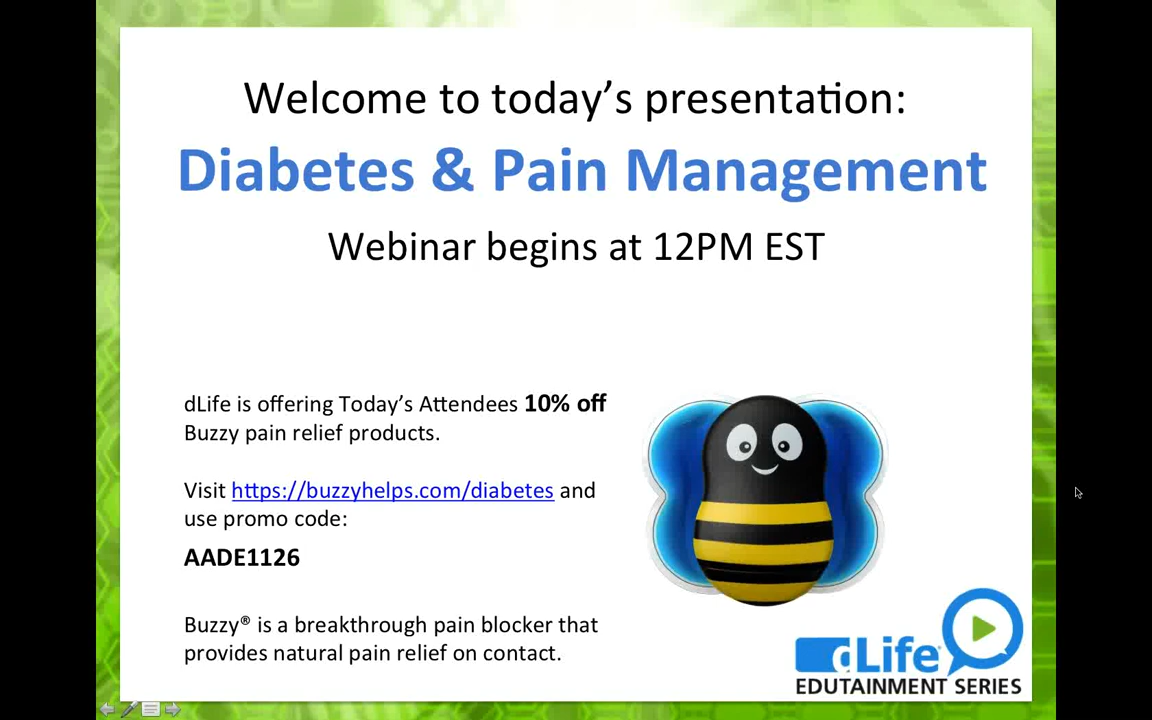 Welcome to today’s presentation:
Diabetes & Pain Management
Webinar begins at 12PM EST
dLife is offering Today’s Attendees 10% off
Buzzy pain relief products.
Visit https://buzzyhelps.com/diabetes and
use promo code:
AADE1126
Buzzy® is a breakthrough pain blocker that
provides natural pain relief on contact.
dLife
EDUTAINMENT SERIES